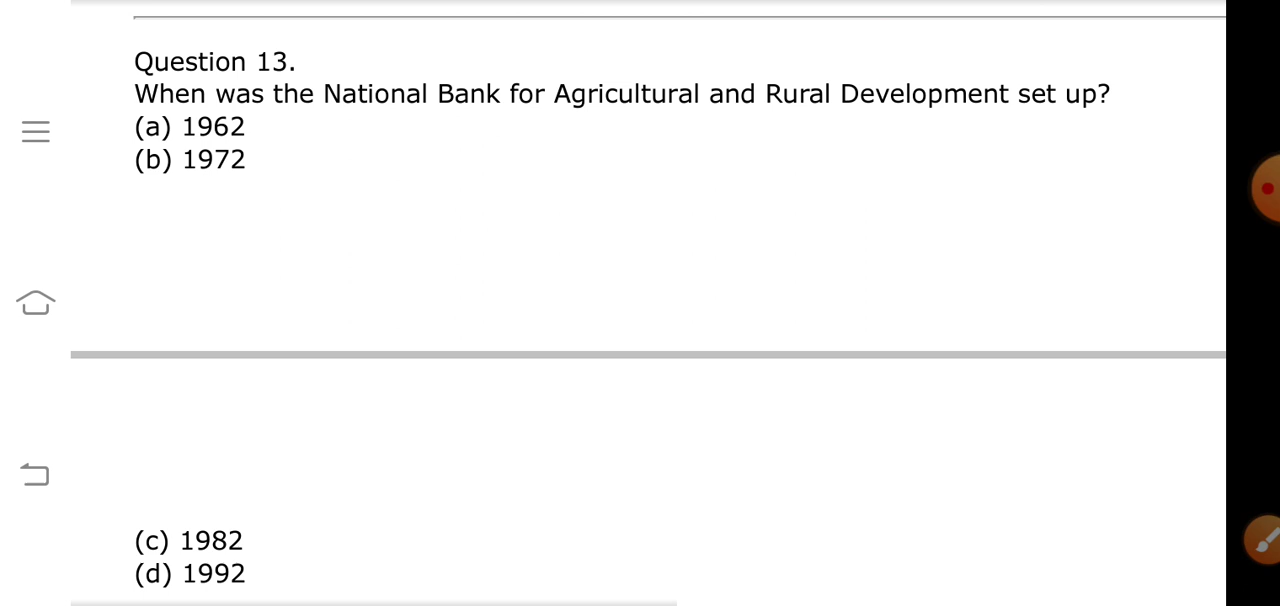 Question 13.
When was the National Bank for Agricultural and Rural Development set up?
(a) 1962
(b) 1972
(c) 1982
(d) 1992